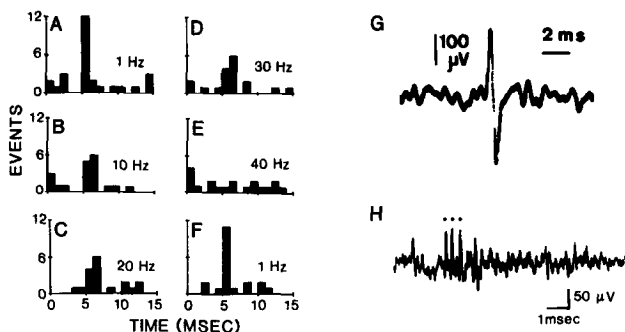 A
12
6
0
1 Hz
B
12
6
0
10 Hz
C
12
6
0
20 Hz
0 5 10 15
D
30 Hz
E
40 Hz
F
1 Hz
0 5 10 15
EVENTS
TIME (MSEC)
G
100
μV
2 ms
H
50 μV
1msec